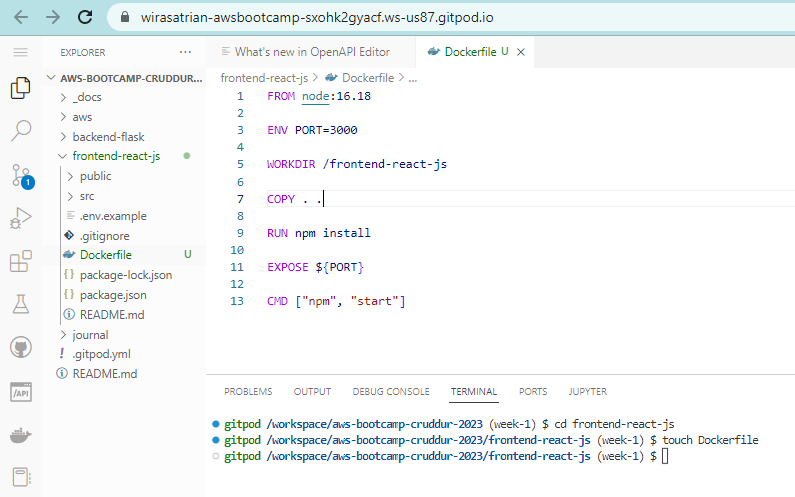 wirasatrian-awsbootcamp-sxohk2gyacf.ws-us87.gitpod.io
EXPLORER
AWS-BOOTCAMP-CRUDDUR...
_docs
aws
backend-flask
frontend-react-js
public
src
.env.example
.gitignore
Dockerfile U
package-lock.json
package.json
README.md
journal
.gitpod.yml
README.md
1
/API
What's new in OpenAPI Editor
Dockerfile U
frontend-react-js > Dockerfile > ...
1 FROM node:16.18
2
3 ENV PORT=3000
4
5 WORKDIR /frontend-react-js
6
7 COPY . .
8
9 RUN npm install
10
11 EXPOSE ${PORT}
12
13 CMD ["npm", "start"]
PROBLEMS OUTPUT DEBUG CONSOLE TERMINAL PORTS JUPYTER
gitpod /workspace/aws-bootcamp-cruddur-2023 (week-1) $ cd frontend-react-js
gitpod /workspace/aws-bootcamp-cruddur-2023/frontend-react-js (week-1) $ touch Dockerfile
gitpod /workspace/aws-bootcamp-cruddur-2023/frontend-react-js (week-1) $